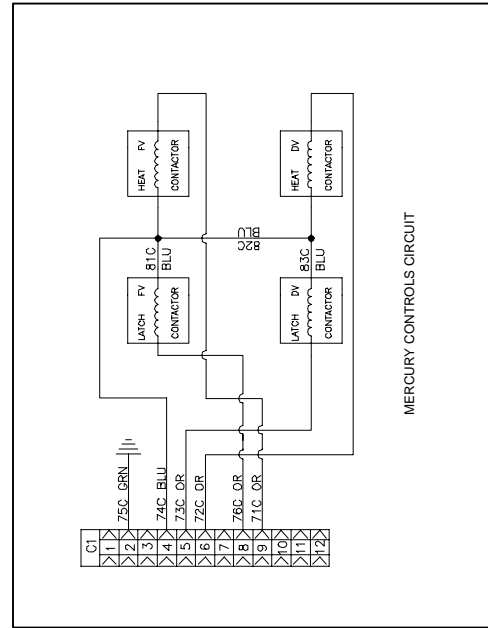 HEAT FV
CONTACTOR
HEAT DV
CONTACTOR
81C
BLU
82C
BLU
83C
BLU
LATCH FV
CONTACTOR
LATCH DV
CONTACTOR
MERCURY CONTROLS CIRCUIT
75C GRN
74C BLU
73C OR
72C OR
76C OR
71C OR
C1
1
2
3
4
5
6
7
8
9
10
11
12